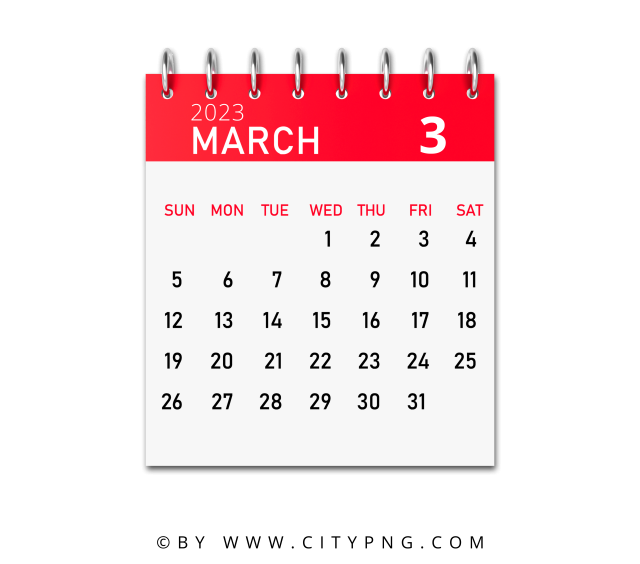 2023
MARCH 3
SUN MON TUE WED THU FRI SAT
1 2 3 4
5 6 7 8 9 10 11
12 13 14 15 16 17 18
19 20 21 22 23 24 25
26 27 28 29 30 31
©BY WWW.CITYPNG.COM